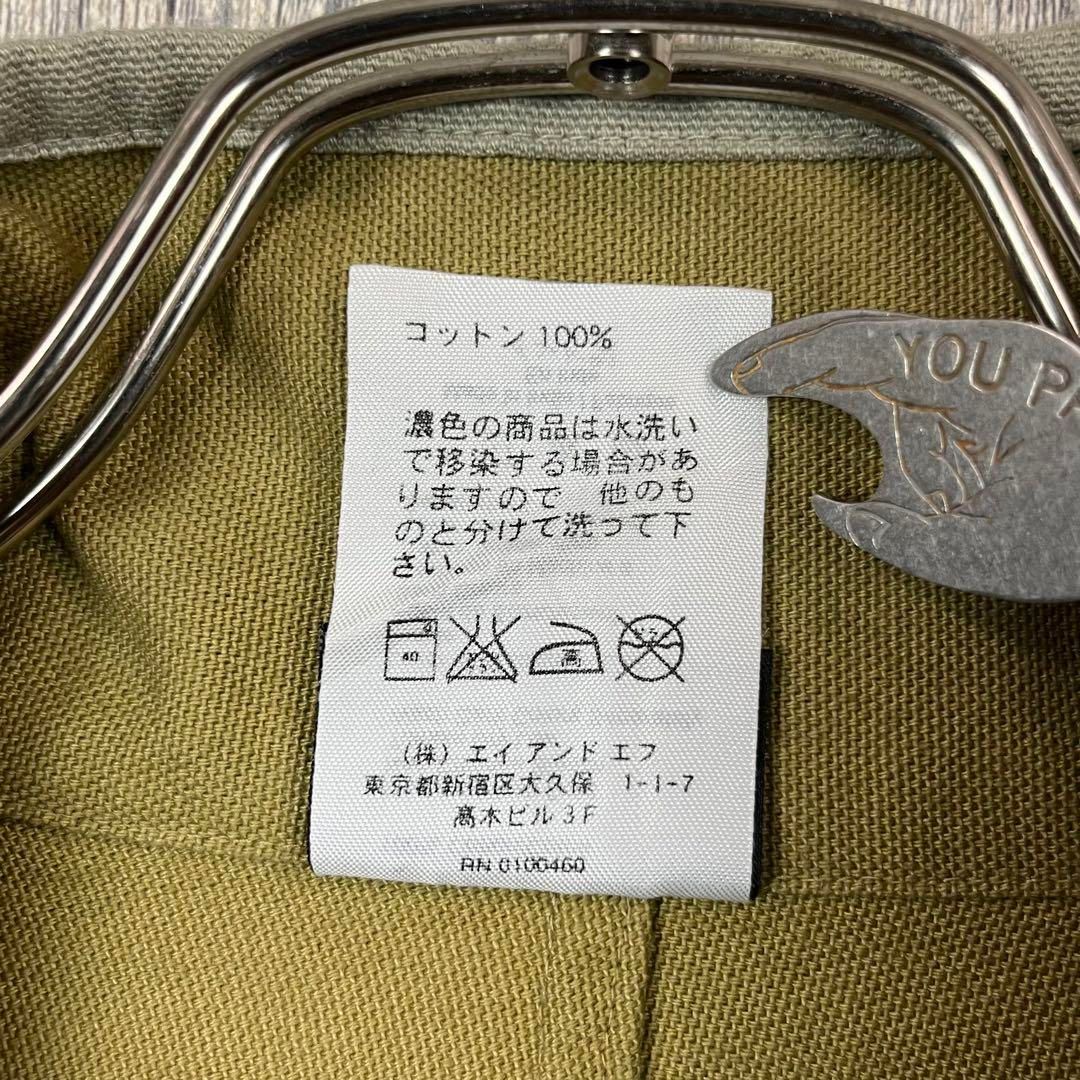 コットン 100%
YOU PA
濃色の商品は水洗い
で移染する場合があ
りますので 他のも
のと分けて洗って下
さい。
40
高
(株) エイ アンド エフ
東京都新宿区大久保 1-1-7
髙木ビル 3F
RN 0100460